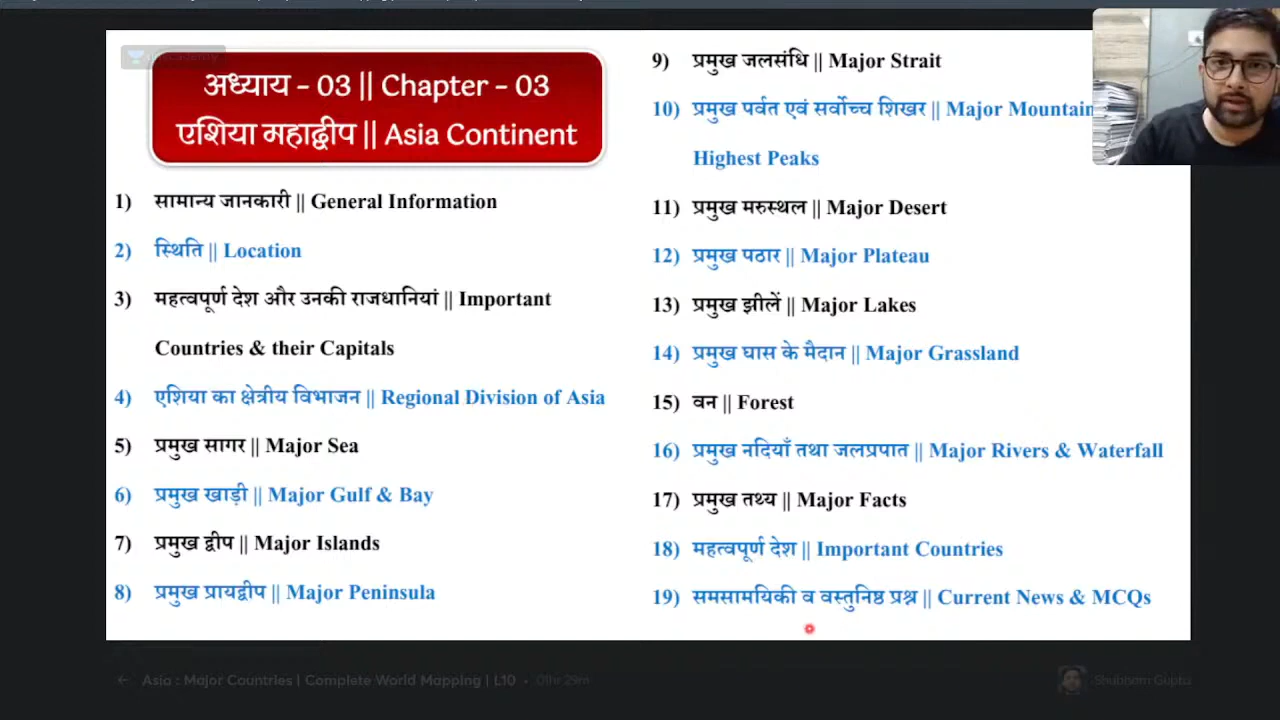 अध्याय - 03 || Chapter - 03
एशिया महाद्वीप || Asia Continent
1) सामान्य जानकारी || General Information
2) स्थिति || Location
3) महत्वपूर्ण देश और उनकी राजधानियां || Important
Countries & their Capitals
4) एशिया का क्षेत्रीय विभाजन || Regional Division of Asia
5) प्रमुख सागर || Major Sea
6) प्रमुख खाड़ी || Major Gulf & Bay
7) प्रमुख द्वीप || Major Islands
8) प्रमुख प्रायद्वीप || Major Peninsula
9) प्रमुख जलसंधि || Major Strait
10) प्रमुख पर्वत एवं सर्वोच्च शिखर || Major Mountain
Highest Peaks
11) प्रमुख मरुस्थल || Major Desert
12) प्रमुख पठार || Major Plateau
13) प्रमुख झीलें || Major Lakes
14) प्रमुख घास के मैदान || Major Grassland
15) वन || Forest
16) प्रमुख नदियाँ तथा जलप्रपात || Major Rivers & Waterfall
17) प्रमुख तथ्य || Major Facts
18) महत्वपूर्ण देश || Important Countries
19) समसामयिकी व वस्तुनिष्ठ प्रश्न || Current News & MCQs
← Asia : Major Countries | Complete World Mapping | L10 • 01hr 29m
Shubham Gupta